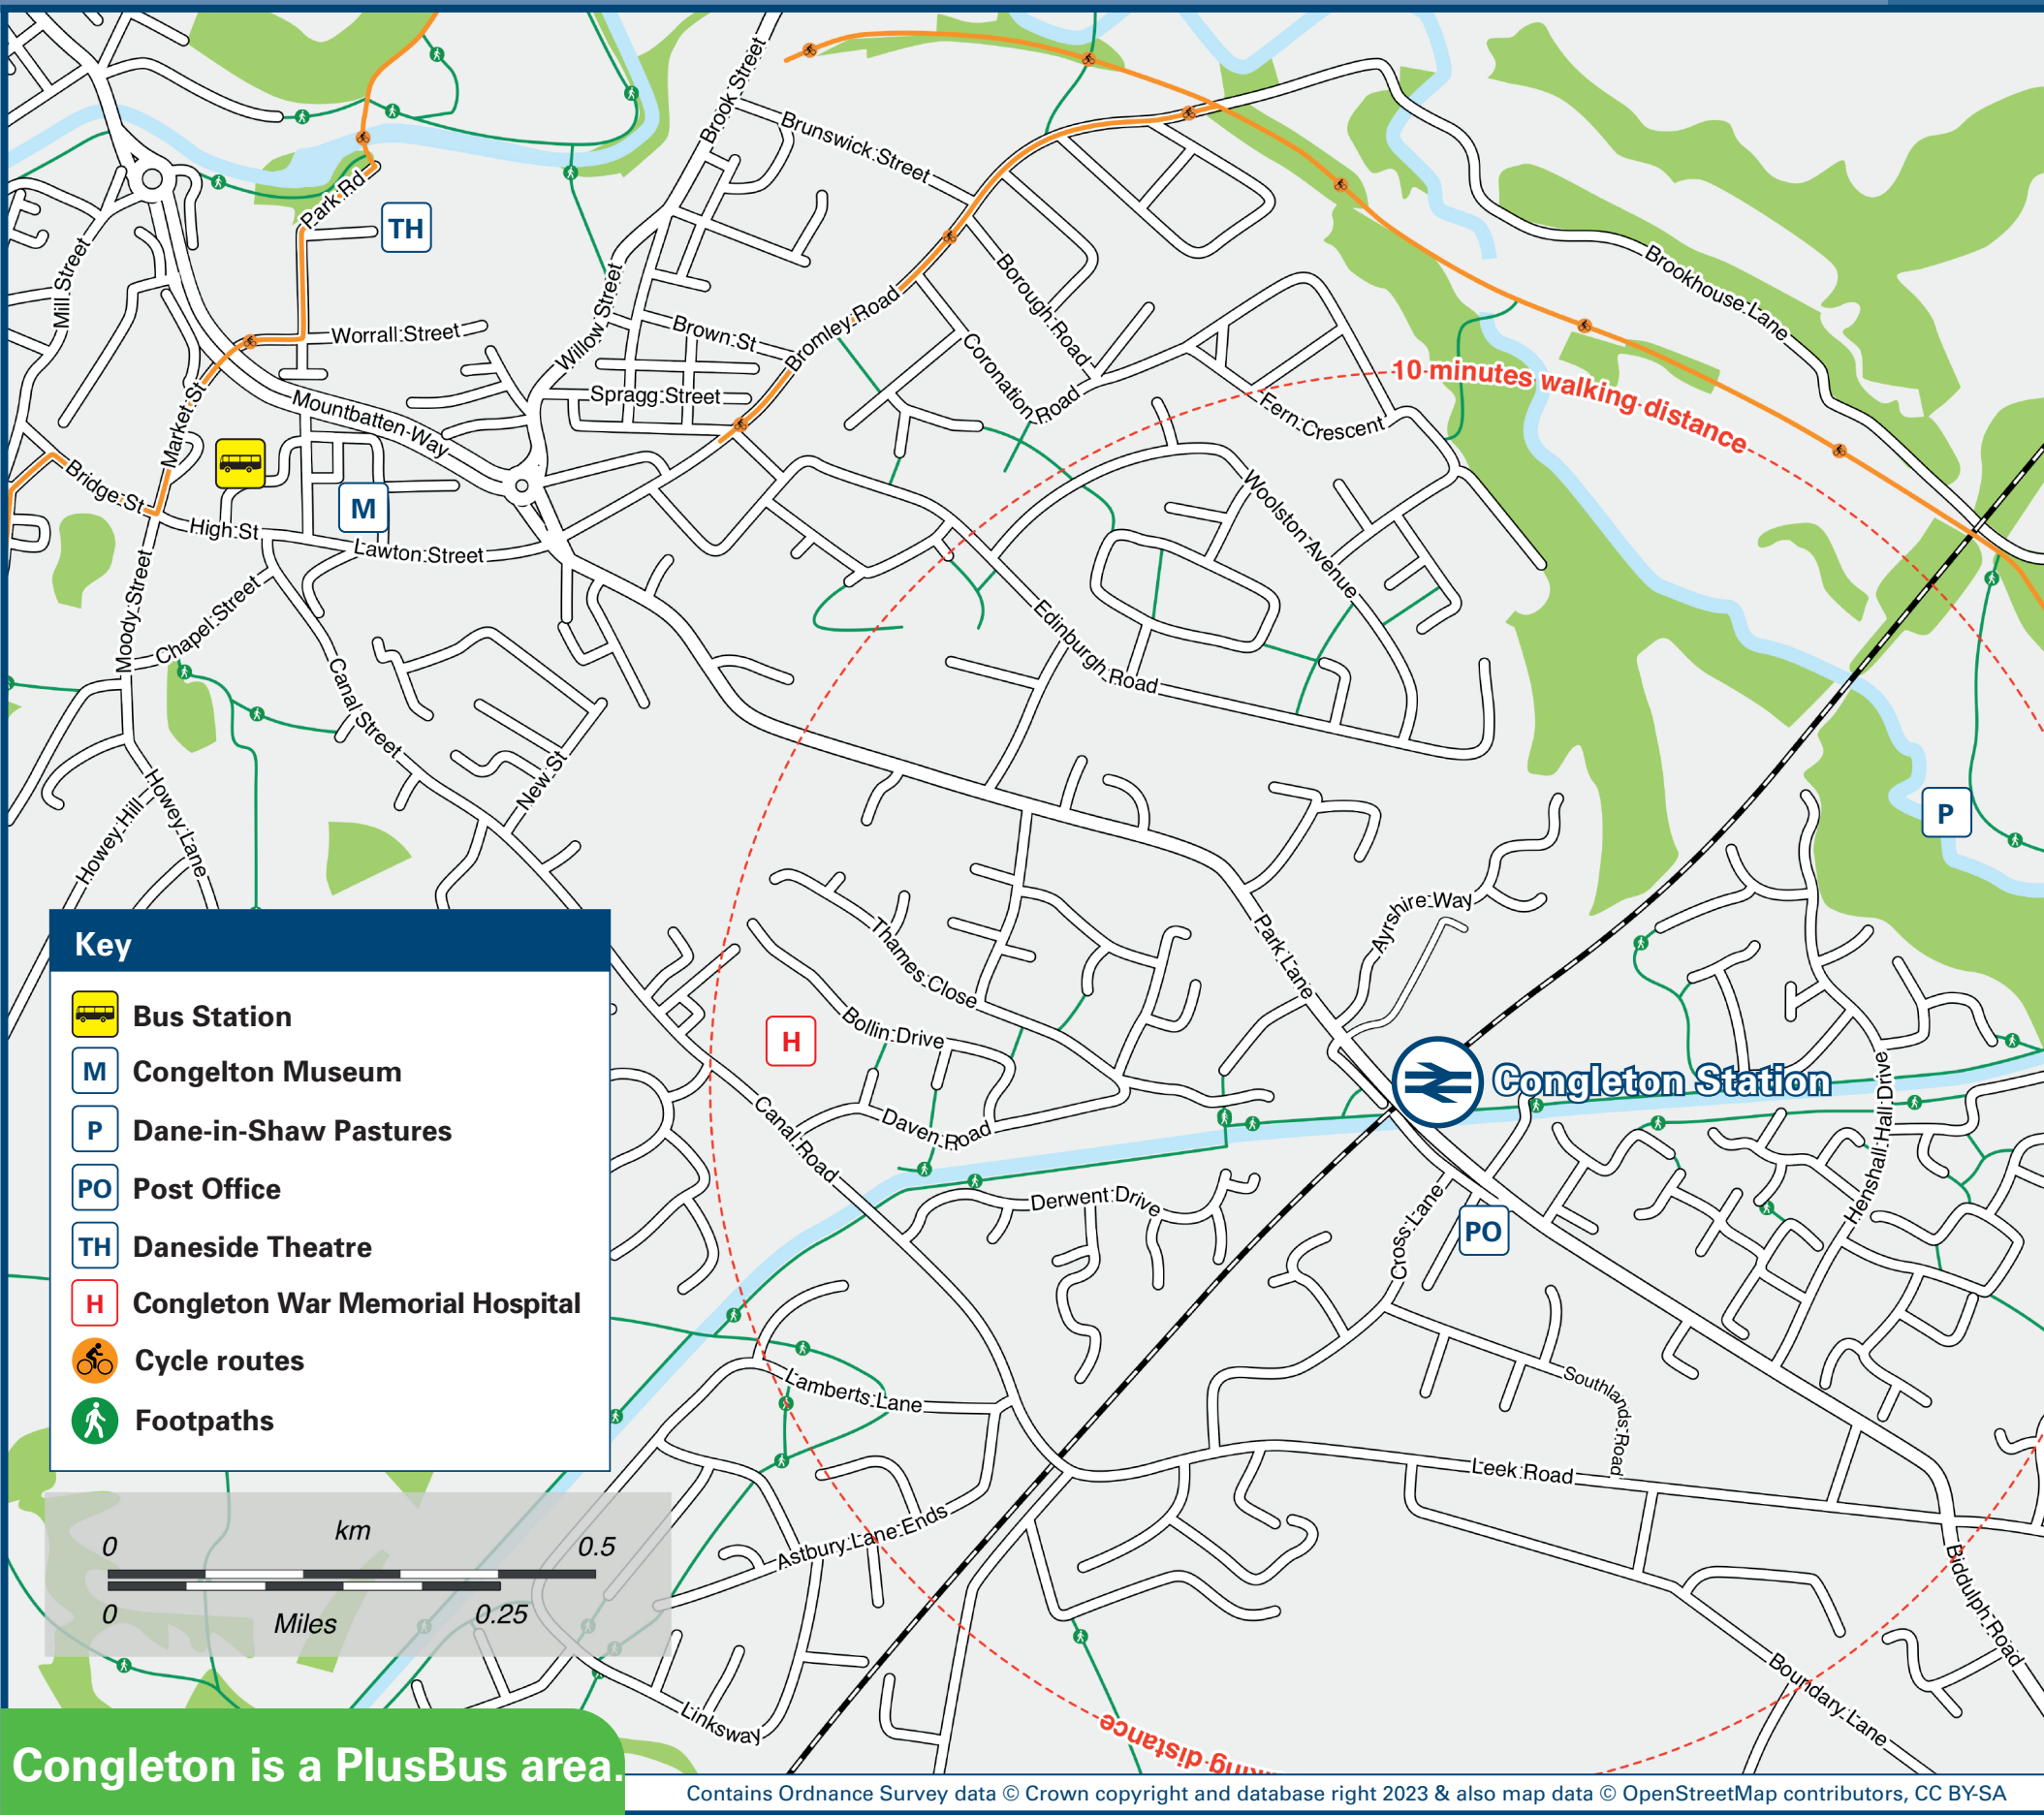 Brook Street
Brunswick Street
Park Rd
TH
Mill Street
Borough Road
Brookhouse Lane
Willow Street
Worrall Street
Brown St
Bromley Road
Coronation Road
10 minutes walking distance
Spragg Street
Fern Crescent
Market St
Mountbatten Way
Bridge St
M
High St
Lawton Street
Woolston Avenue
Moody Street
Chapel Street
Edinburgh Road
Canal Street
New St
Howey Lane
Howey Hill
P
Ayrshire Way
Park Lane
Thames Close
Bollin Drive
H
Congleton Station
Daven Road
Canal Road
Henshall Hall Drive
Derwent Drive
Cross Lane
PO
Lamberts Lane
Southlands Road
Leek Road
Astbury Lane Ends
Biddulph Road
Boundary Lane
Linksway
king distance
Key
Bus Station
M Congelton Museum
P Dane-in-Shaw Pastures
PO Post Office
TH Daneside Theatre
H Congleton War Memorial Hospital
Cycle routes
Footpaths
km
0 0.5
0 0.25
Miles
Congleton is a PlusBus area.
Contains Ordnance Survey data © Crown copyright and database right 2023 & also map data © OpenStreetMap contributors, CC BY-SA